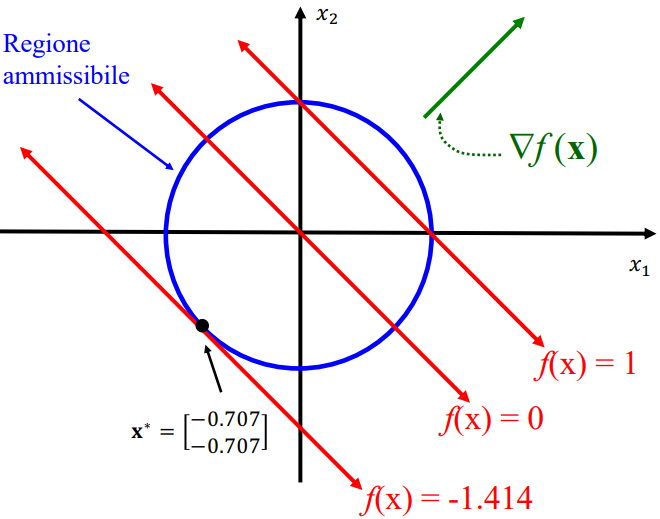 x₂
Regione
ammissibile
∇f(x)
x₁
f(x) = 1
f(x) = 0
x* = [−0.707
−0.707]
f(x) = -1.414